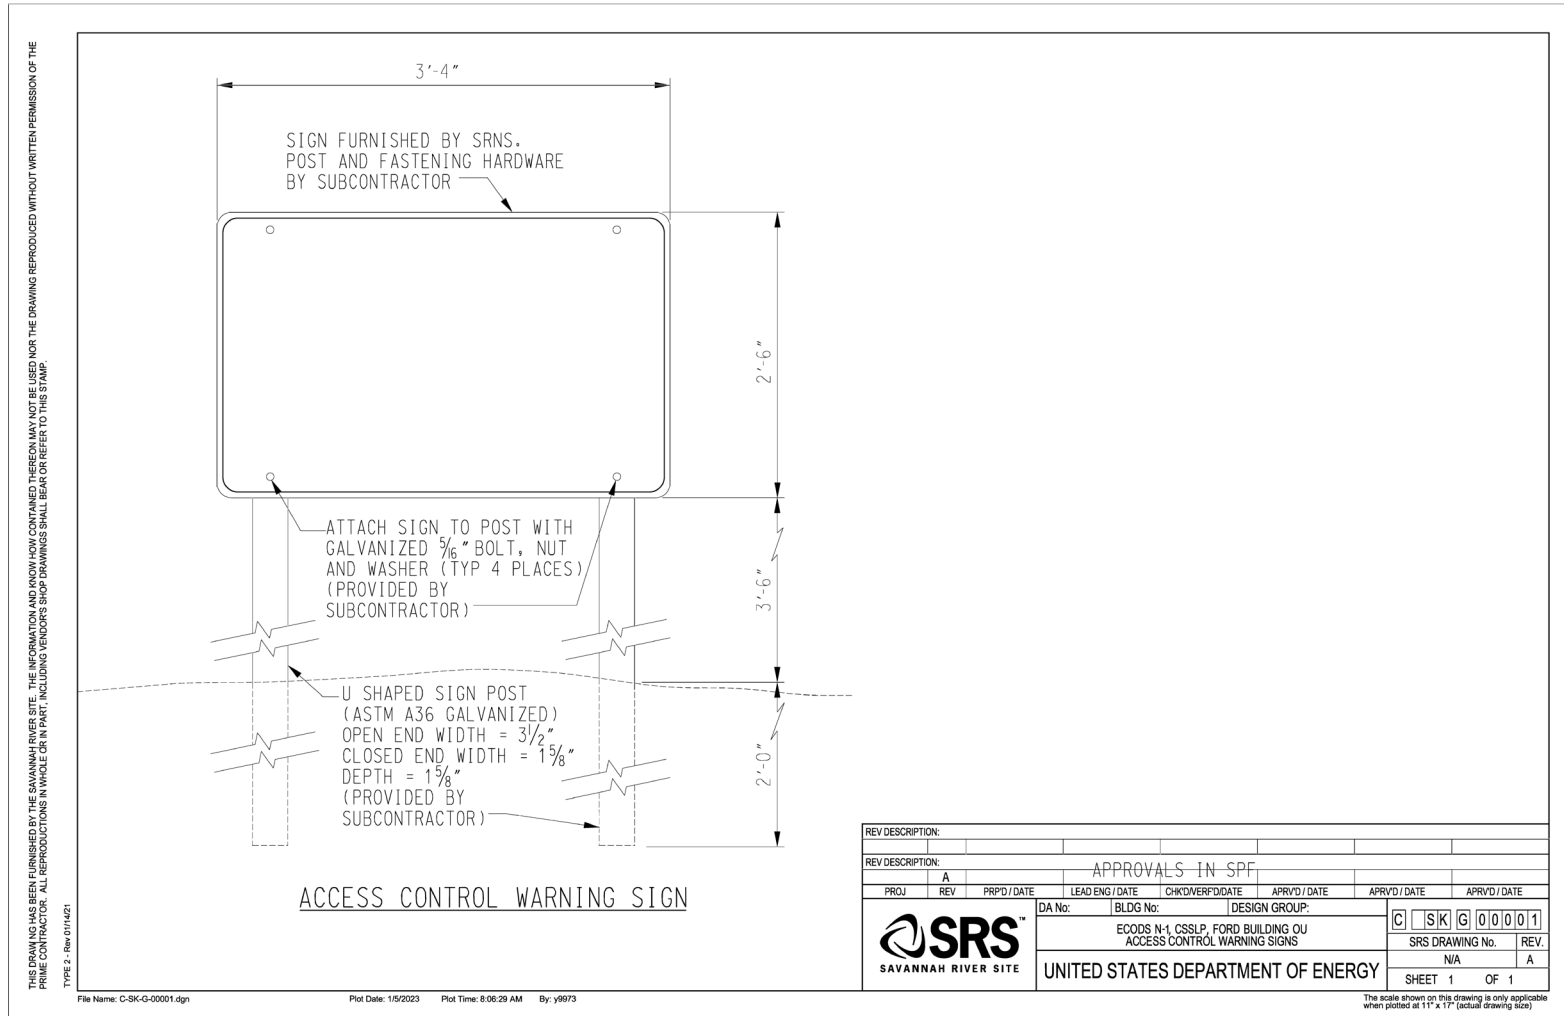 3'-4"
SIGN FURNISHED BY SRNS.
POST AND FASTENING HARDWARE
BY SUBCONTRACTOR
2'-6"
ATTACH SIGN TO POST WITH
GALVANIZED 5/16" BOLT, NUT
AND WASHER (TYP 4 PLACES)
(PROVIDED BY
SUBCONTRACTOR)
3'-6"
U SHAPED SIGN POST
(ASTM A36 GALVANIZED)
OPEN END WIDTH = 3 1/2"
CLOSED END WIDTH = 1 5/8"
DEPTH = 1 5/8"
(PROVIDED BY
SUBCONTRACTOR)
2'-0"
ACCESS CONTROL WARNING SIGN
THIS DRAWING HAS BEEN FURNISHED BY THE SAVANNAH RIVER SITE. THE INFORMATION AND KNOW HOW CONTAINED THEREON MAY NOT BE USED NOR THE DRAWING REPRODUCED WITHOUT WRITTEN PERMISSION OF THE
PRIME CONTRACTOR. ALL REPRODUCTIONS IN WHOLE OR IN PART, INCLUDING VENDOR'S SHOP DRAWINGS SHALL BEAR OR REFER TO THIS STAMP.
TYPE 2 - Rev 01/14/21
REV DESCRIPTION:
REV DESCRIPTION:
APPROVALS IN SPF
A
PROJ REV PRP'D / DATE LEAD ENG / DATE CHK'D/VERF'D/DATE APRV'D / DATE APRV'D / DATE APRV'D / DATE
SRS™
SAVANNAH RIVER SITE
DA No: BLDG No: DESIGN GROUP:
ECODS N-1, CSSLP, FORD BUILDING OU
ACCESS CONTROL WARNING SIGNS
UNITED STATES DEPARTMENT OF ENERGY
C SK G 00001
SRS DRAWING No. REV.
N/A A
SHEET 1 OF 1
File Name: C-SK-G-00001.dgn Plot Date: 1/5/2023 Plot Time: 8:06:29 AM By: y9973
The scale shown on this drawing is only applicable
when plotted at 11" x 17" (actual drawing size)